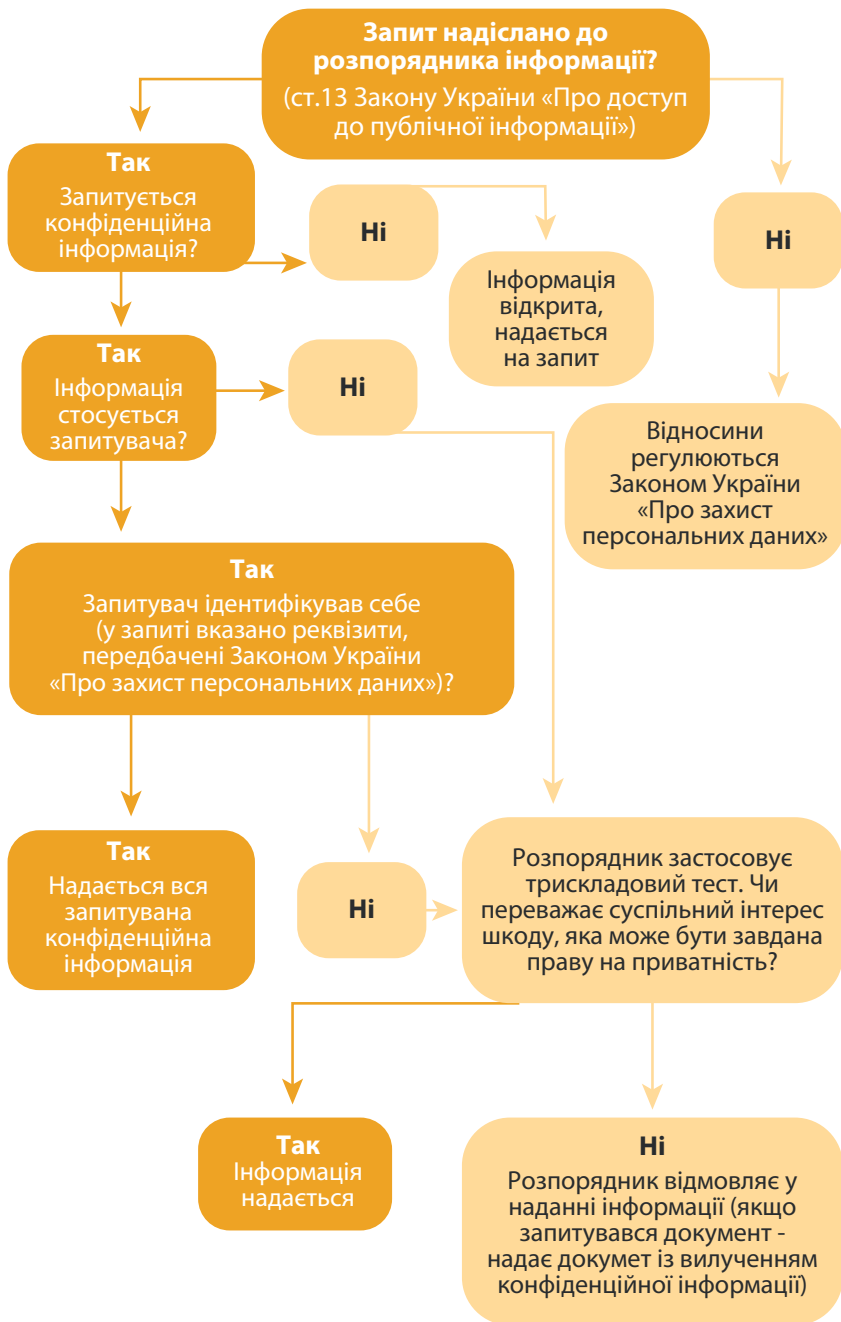 Запит надіслано до
розпорядника інформації?
(ст.13 Закону України «Про доступ
до публічної інформації»)
Так
Запитується
конфіденційна
інформація?
Ні
Інформація
відкрита,
надається
на запит
Ні
Відносини
регулюються
Законом України
«Про захист
персональних даних»
Так
Інформація
стосується
запитувача?
Ні
Так
Запитувач ідентифікував себе
(у запиті вказано реквізити,
передбачені Законом України
«Про захист персональних даних»)?
Так
Надається вся
запитувана
конфіденційна
інформація
Ні
Розпорядник застосовує
трискладовий тест. Чи
переважає суспільний інтерес
шкоду, яка може бути завдана
праву на приватність?
Так
Інформація
надається
Ні
Розпорядник відмовляє у
наданні інформації (якщо
запитувався документ -
надає докумет із вилученням
конфіденційної інформації)